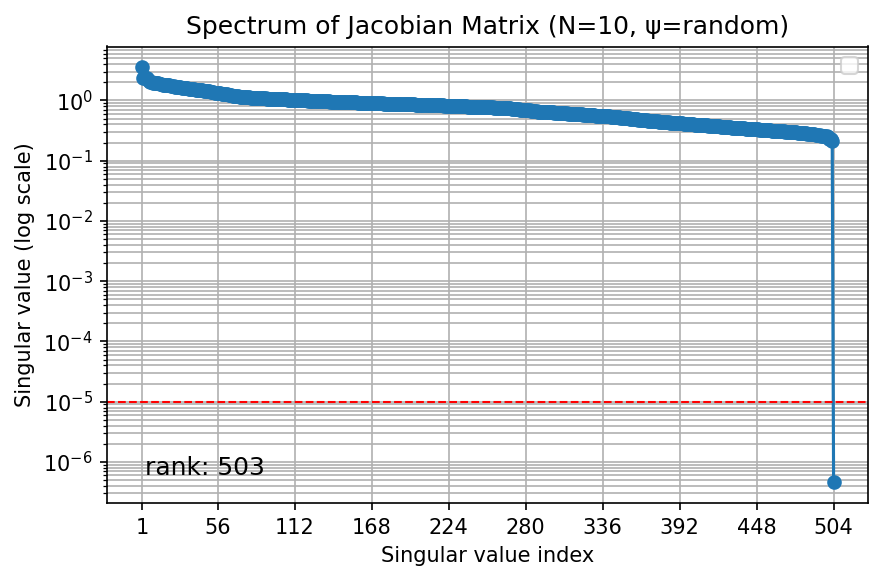 Spectrum of Jacobian Matrix (N=10, ψ=random)
Singular value (log scale)
10⁰
10⁻¹
10⁻²
10⁻³
10⁻⁴
10⁻⁵
10⁻⁶
rank: 503
1 56 112 168 224 280 336 392 448 504
Singular value index